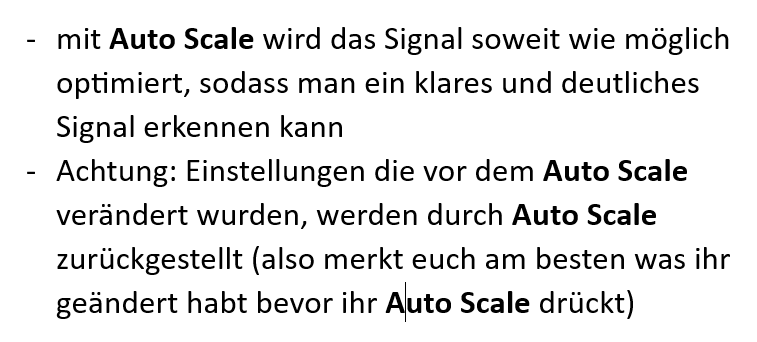 - mit Auto Scale wird das Signal soweit wie möglich
optimiert, sodass man ein klares und deutliches
Signal erkennen kann
- Achtung: Einstellungen die vor dem Auto Scale
verändert wurden, werden durch Auto Scale
zurückgestellt (also merkt euch am besten was ihr
geändert habt bevor ihr Auto Scale drückt)